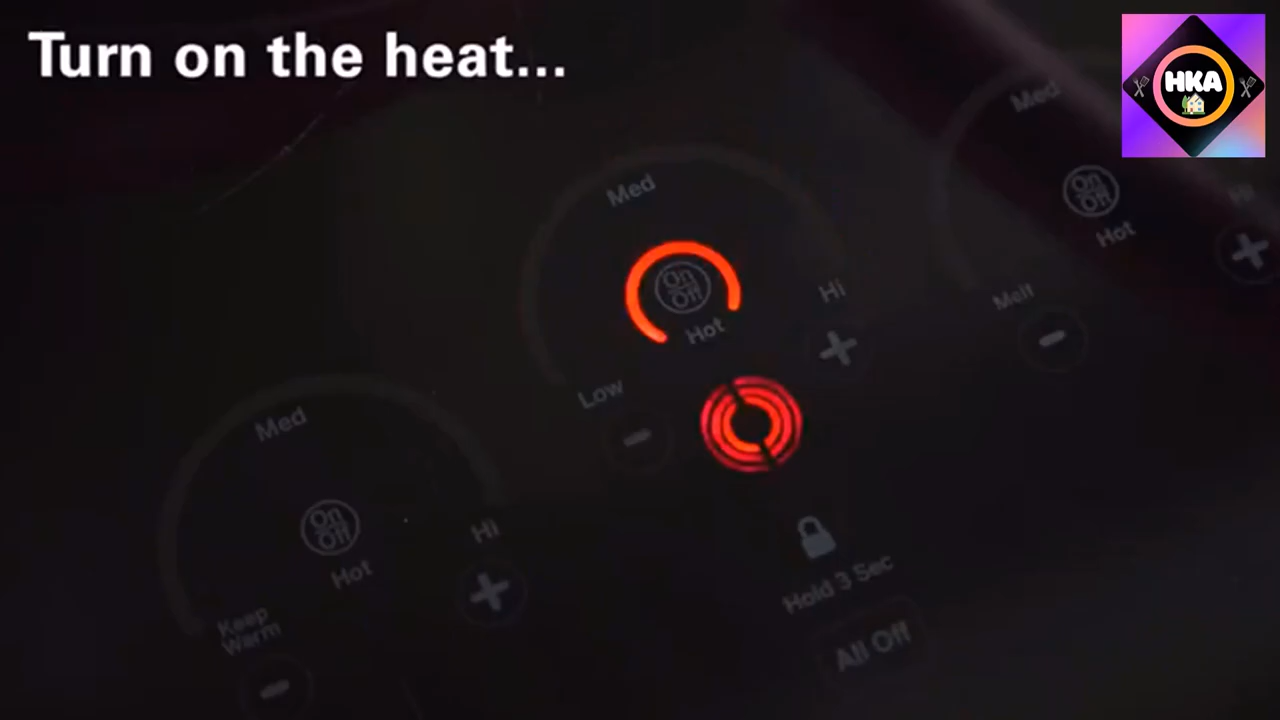 Turn on the heat...
HKA
Med
On
Off
Hot
Hi
Melt
Med
On
Off
Hot
Hi
Low
Med
On
Off
Hot
Hi
Keep
Warm
Hold 3 Sec
All Off